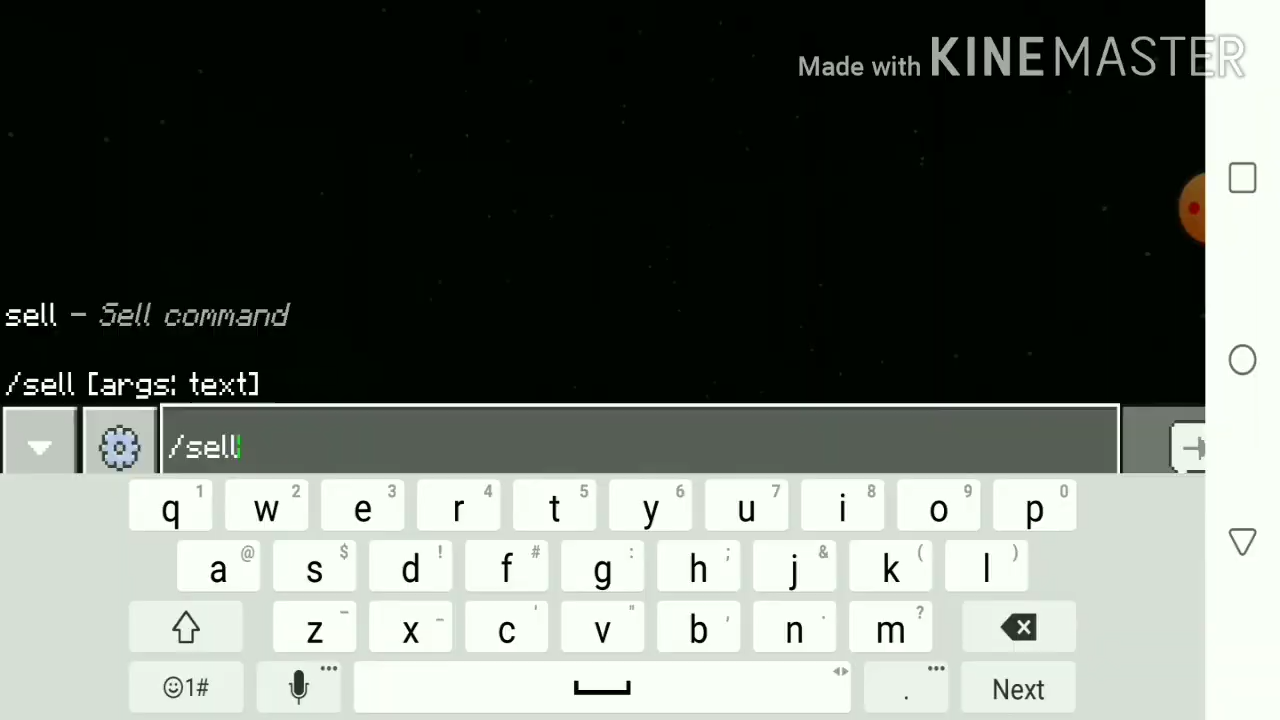 Made with KINEMASTER
sell - Sell command
/sell [args: text]
/sell
q 1 w 2 e 3 r 4 t 5 y 6 u 7 i 8 o 9 p 0
a @ s $ d ! f # g : h ; j & k ( l )
z - x - c ' v " b , n . m ?
1# ... . ... Next